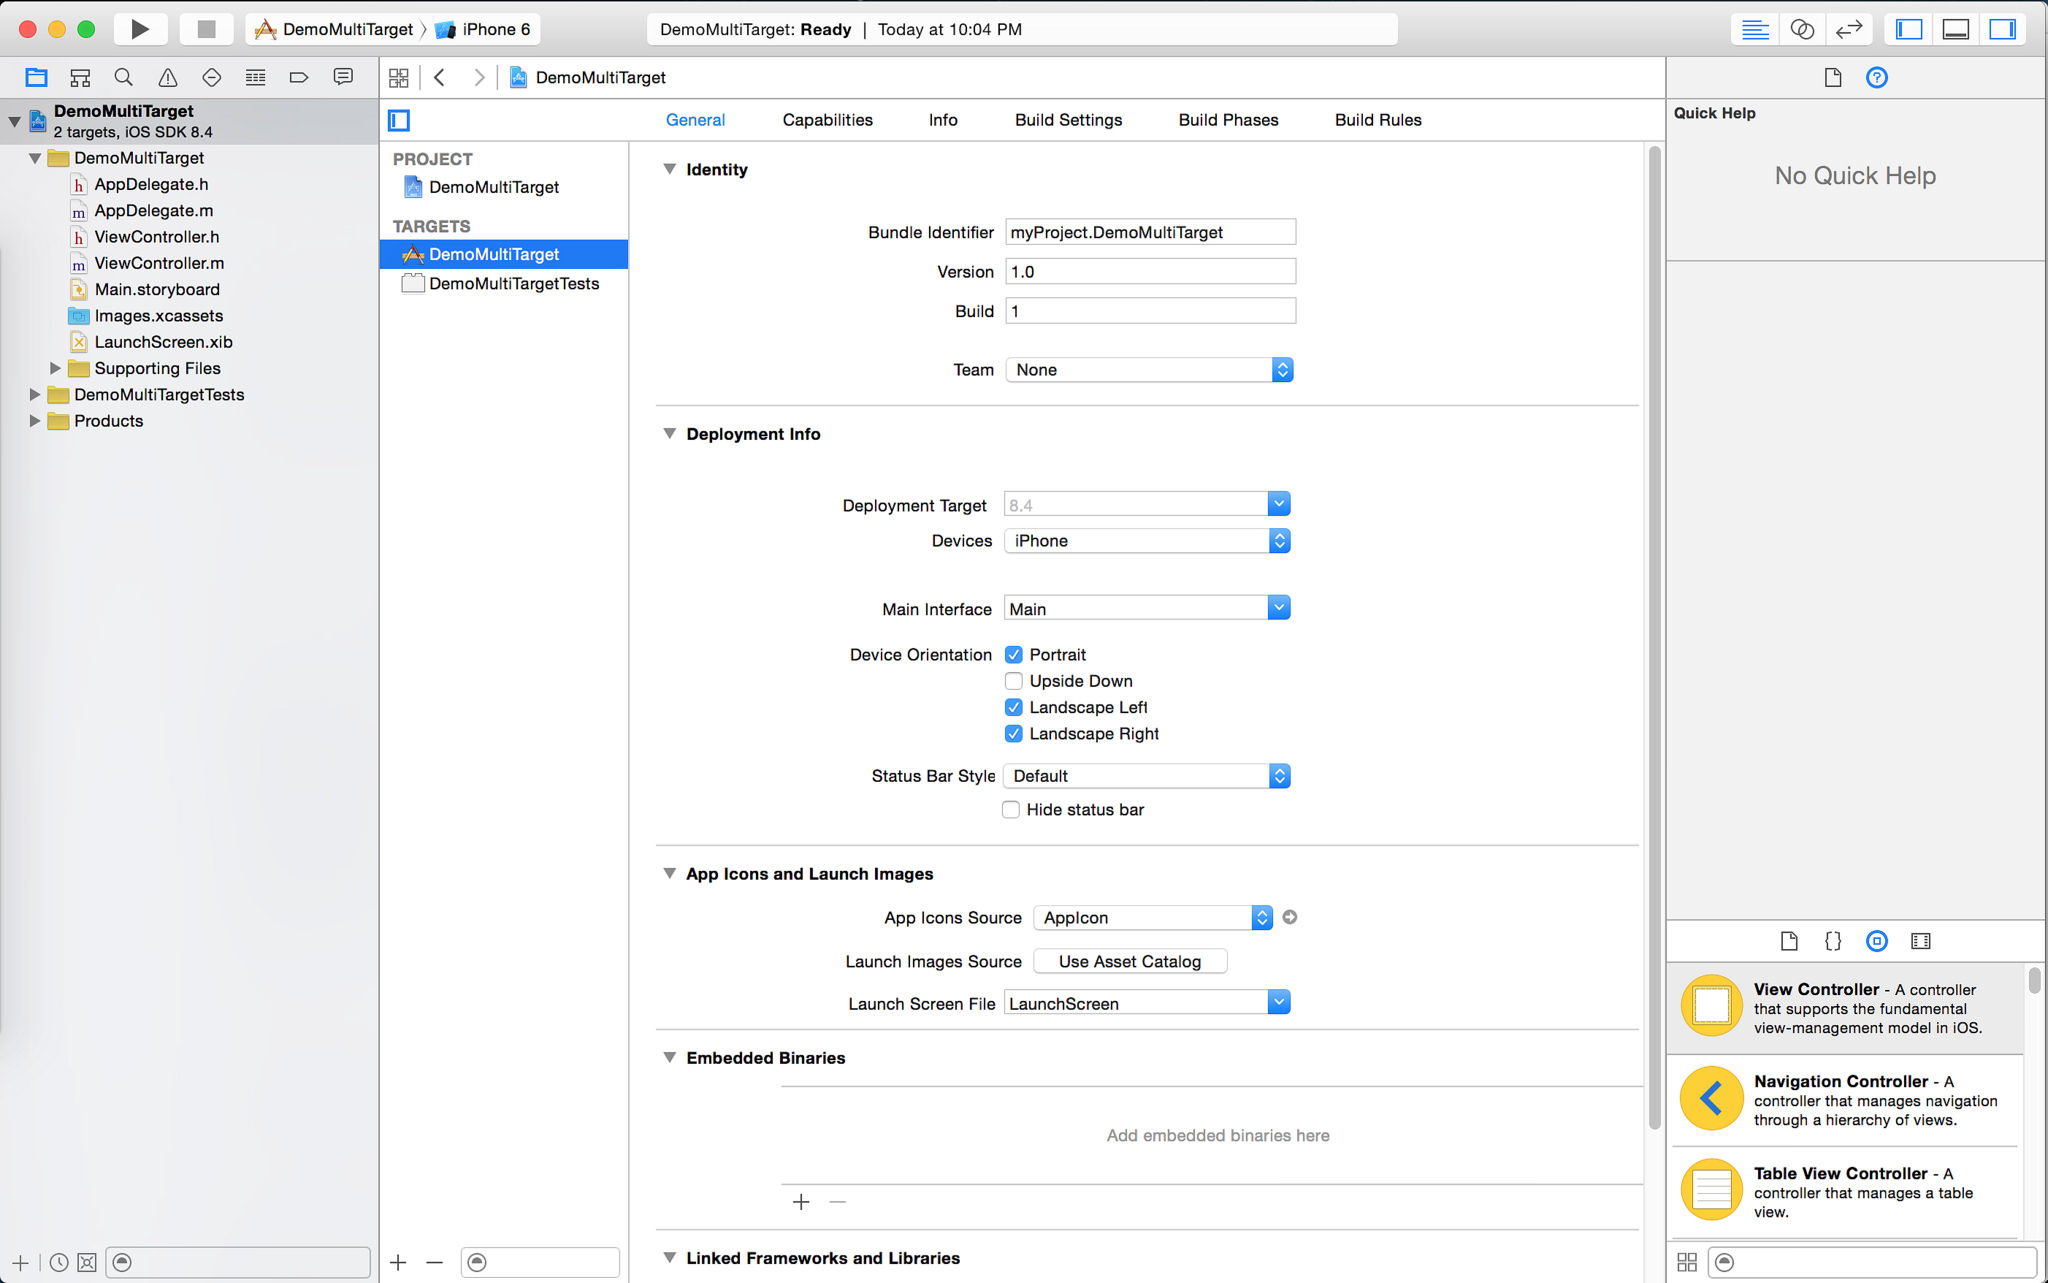 DemoMultiTarget
iPhone 6
DemoMultiTarget: Ready | Today at 10:04 PM
DemoMultiTarget
DemoMultiTarget
2 targets, iOS SDK 8.4
DemoMultiTarget
h AppDelegate.h
m AppDelegate.m
h ViewController.h
m ViewController.m
Main.storyboard
Images.xcassets
LaunchScreen.xib
Supporting Files
DemoMultiTargetTests
Products
General Capabilities Info Build Settings Build Phases Build Rules
PROJECT
DemoMultiTarget
TARGETS
DemoMultiTarget
DemoMultiTargetTests
Identity
Bundle Identifier myProject.DemoMultiTarget
Version 1.0
Build 1
Team None
Deployment Info
Deployment Target 8.4
Devices iPhone
Main Interface Main
Device Orientation Portrait
Upside Down
Landscape Left
Landscape Right
Status Bar Style Default
Hide status bar
App Icons and Launch Images
App Icons Source AppIcon
Launch Images Source Use Asset Catalog
Launch Screen File LaunchScreen
Embedded Binaries
Add embedded binaries here
Linked Frameworks and Libraries
Quick Help
No Quick Help
View Controller - A controller
that supports the fundamental
view-management model in iOS.
Navigation Controller - A
controller that manages navigation
through a hierarchy of views.
Table View Controller - A
controller that manages a table
view.